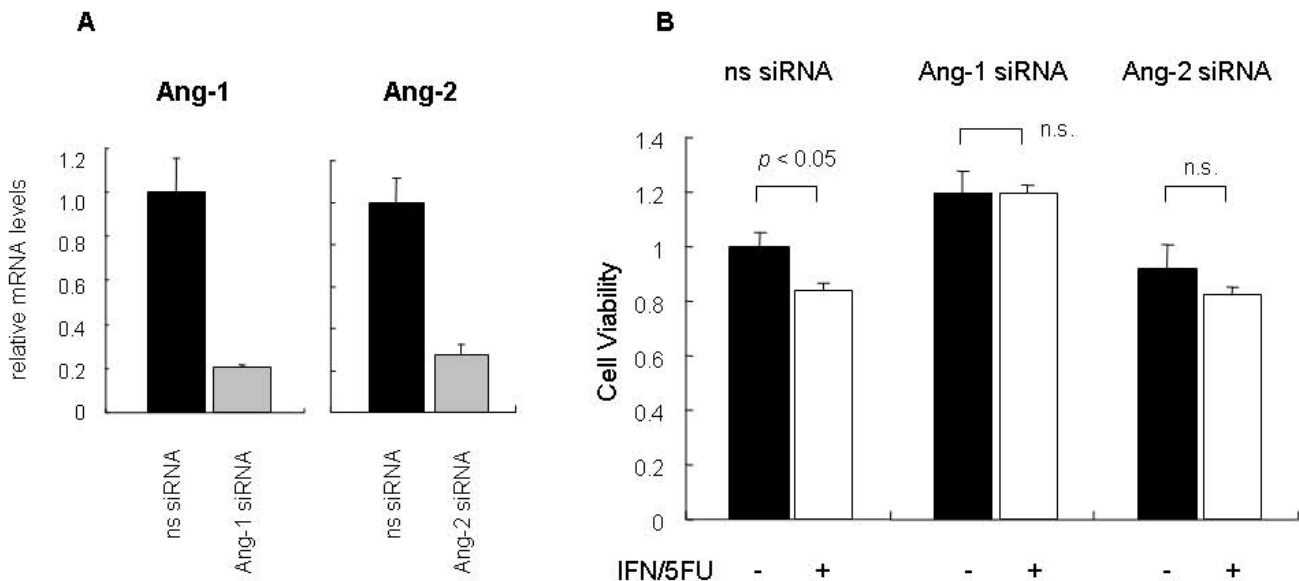 A
Ang-1
Ang-2
relative mRNA levels
1.2
1.0
0.8
0.6
0.4
0.2
0
ns siRNA
Ang-1 siRNA
ns siRNA
Ang-2 siRNA
B
ns siRNA
Ang-1 siRNA
Ang-2 siRNA
Cell Viability
1.4
1.2
1
0.8
0.6
0.4
0.2
0
p < 0.05
n.s.
n.s.
IFN/5FU - + - + - +